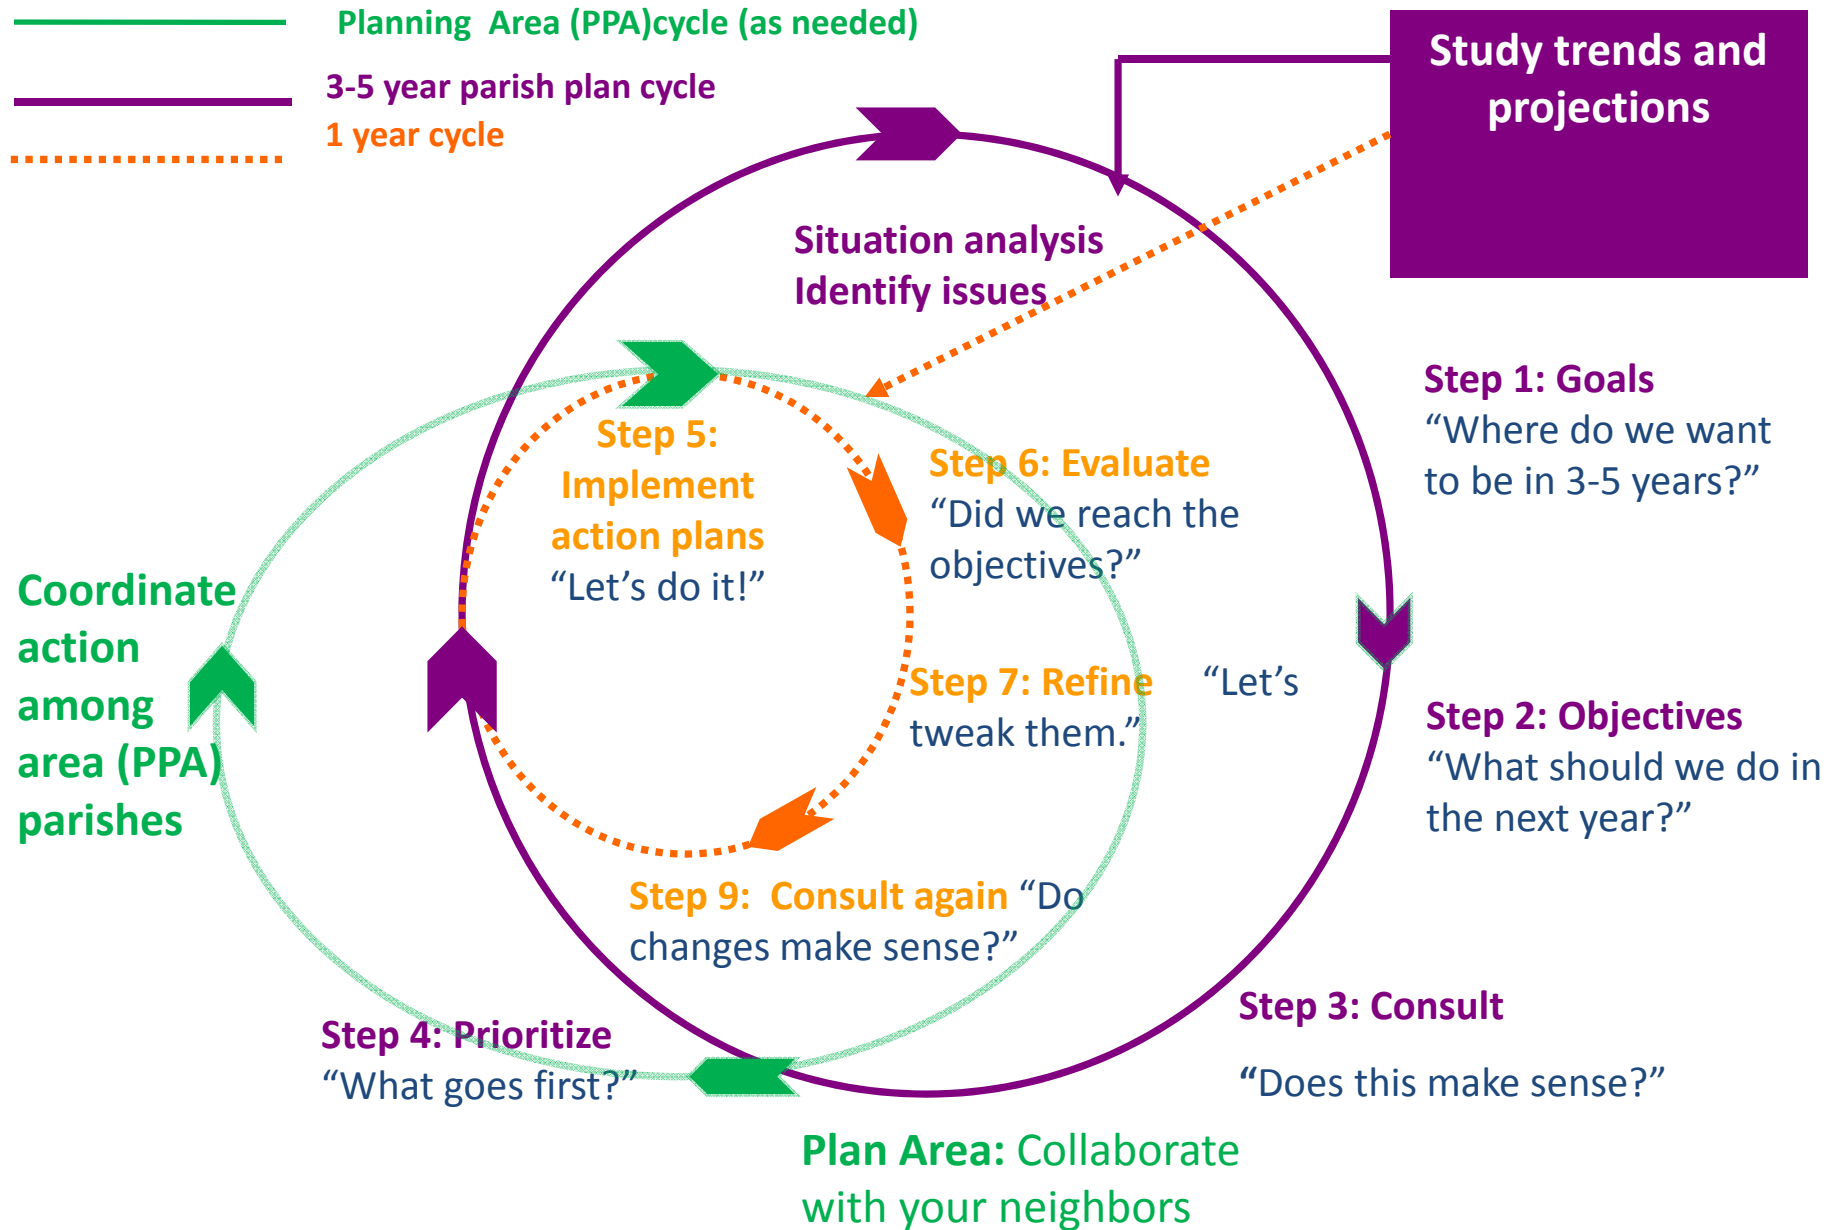 Planning  Area (PPA)cycle (as needed)
3-5 year parish plan cycle
1 year cycle
Study trends and
projections
Situation analysis
Identify issues
Step 1: Goals
“Where do we want
to be in 3-5 years?”
Step 5:
Implement
action plans
“Let’s do it!”
Step 6: Evaluate
“Did we reach the
objectives?”
Coordinate
action
among
area (PPA)
parishes
Step 7: Refine “Let’s
tweak them.”
Step 2: Objectives
“What should we do in
the next year?”
Step 9:  Consult again “Do
changes make sense?”
Step 3: Consult
“Does this make sense?”
Step 4: Prioritize
“What goes first?”
Plan Area: Collaborate
with your neighbors